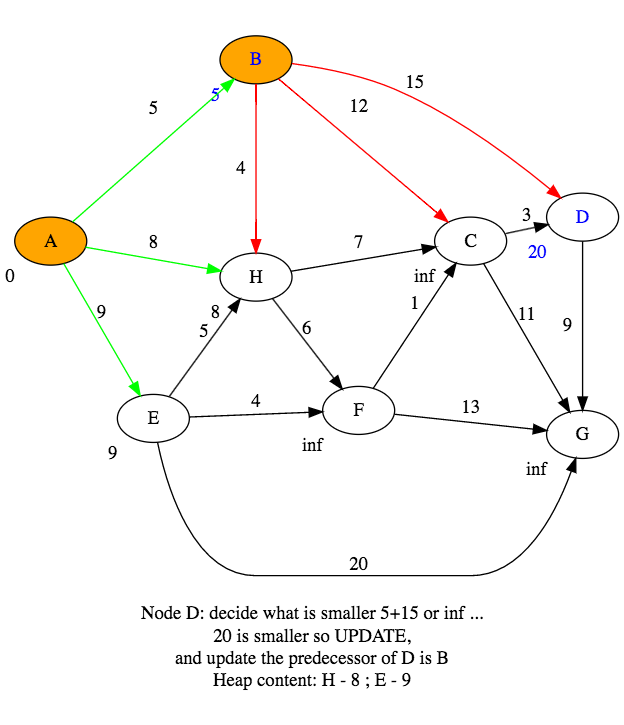 B
5
15
5
12
4
3
D
A
8
7
C
20
0
H
inf
9
8
5
6
1
11
9
E
4
F
13
G
9
inf
inf
20
Node D: decide what is smaller 5+15 or inf ...
20 is smaller so UPDATE,
and update the predecessor of D is B
Heap content: H - 8 ; E - 9